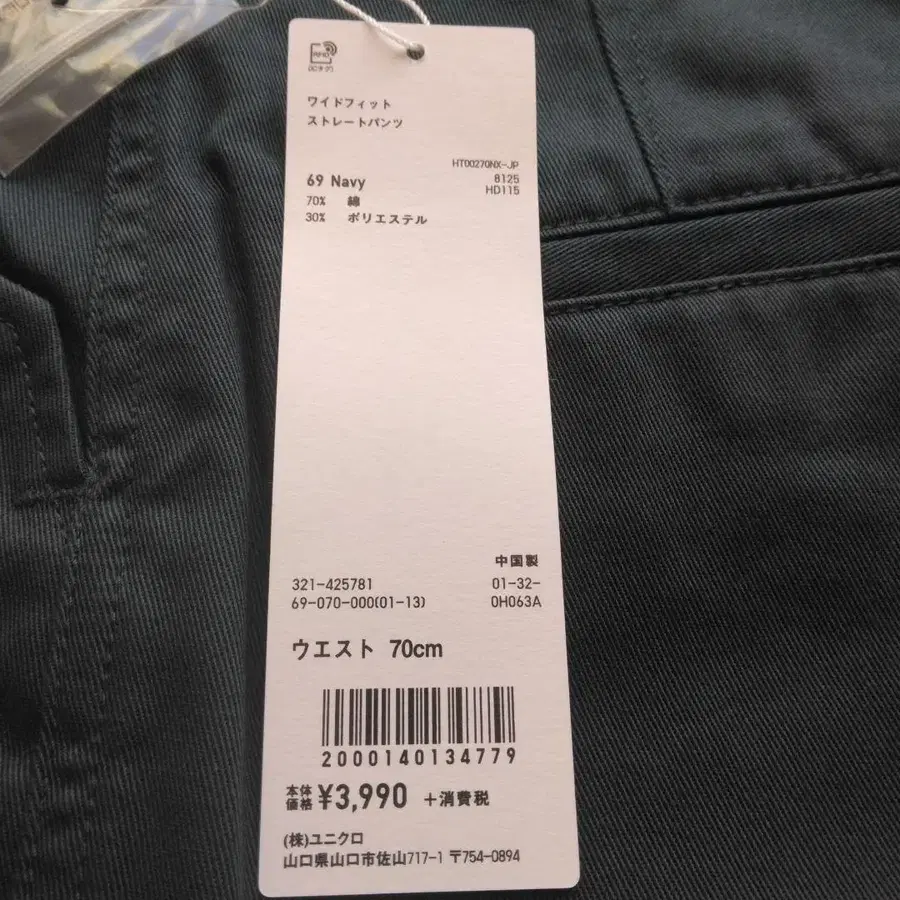 RFID
(ICタグ)
ワイドフィット
ストレートパンツ
HT00270NX-JP
69 Navy
8125
HD115
70% 綿
30% ポリエステル
中国製
321-425781
01-32-
69-070-000(01-13)
0H063A
ウエスト 70cm
2000140134779
本体価格 ¥3,990 +消費税
(株)ユニクロ
山口県山口市佐山717-1 〒754-0894